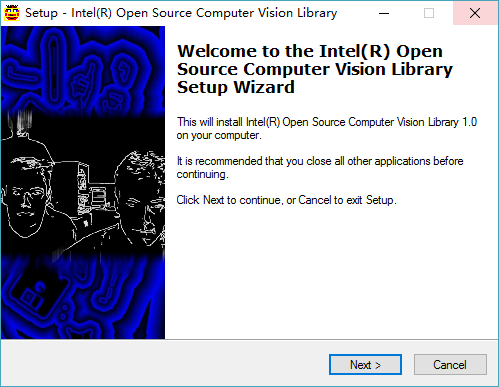 Setup - Intel(R) Open Source Computer Vision Library
Welcome to the Intel(R) Open
Source Computer Vision Library
Setup Wizard
This will install Intel(R) Open Source Computer Vision Library 1.0
on your computer.
It is recommended that you close all other applications before
continuing.
Click Next to continue, or Cancel to exit Setup.
Next >
Cancel